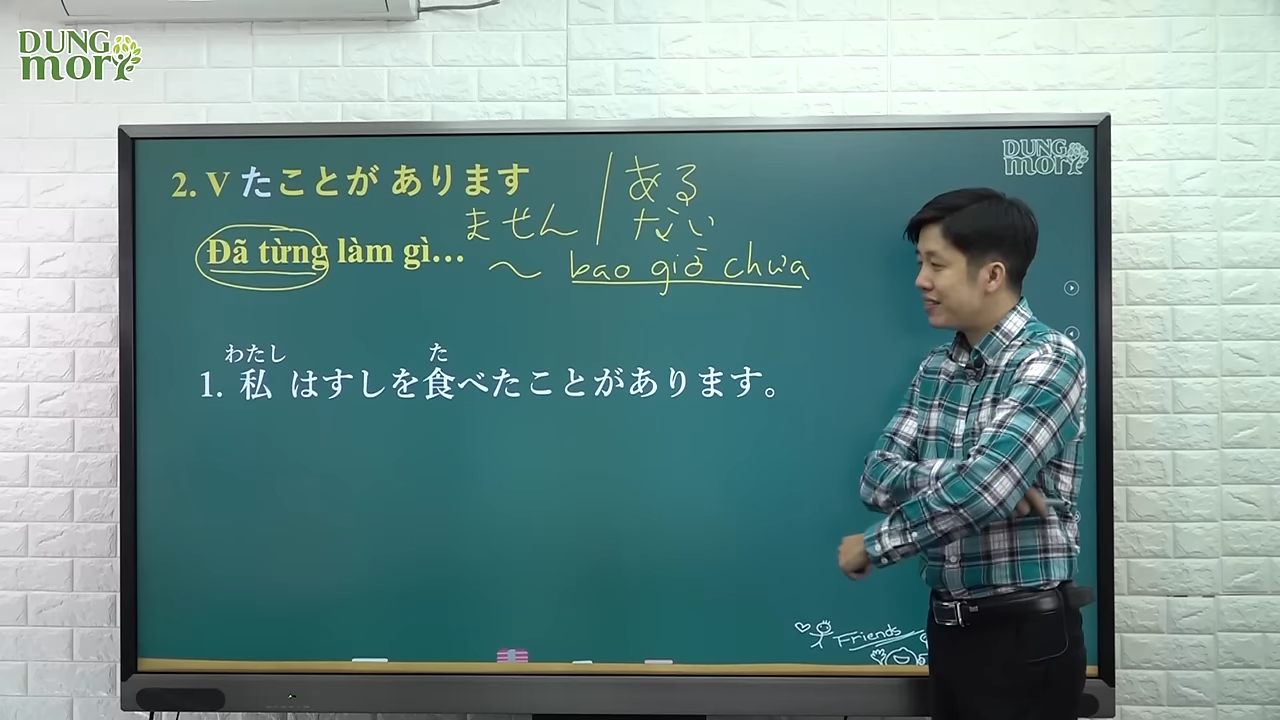 DUNG
mori
DUNG
mori
2. V たことが あります / ある
ません ない
Đã từng làm gì...
~ bao giờ chưa
わたし た
1. 私 はすしを食べたことがあります。
Friends